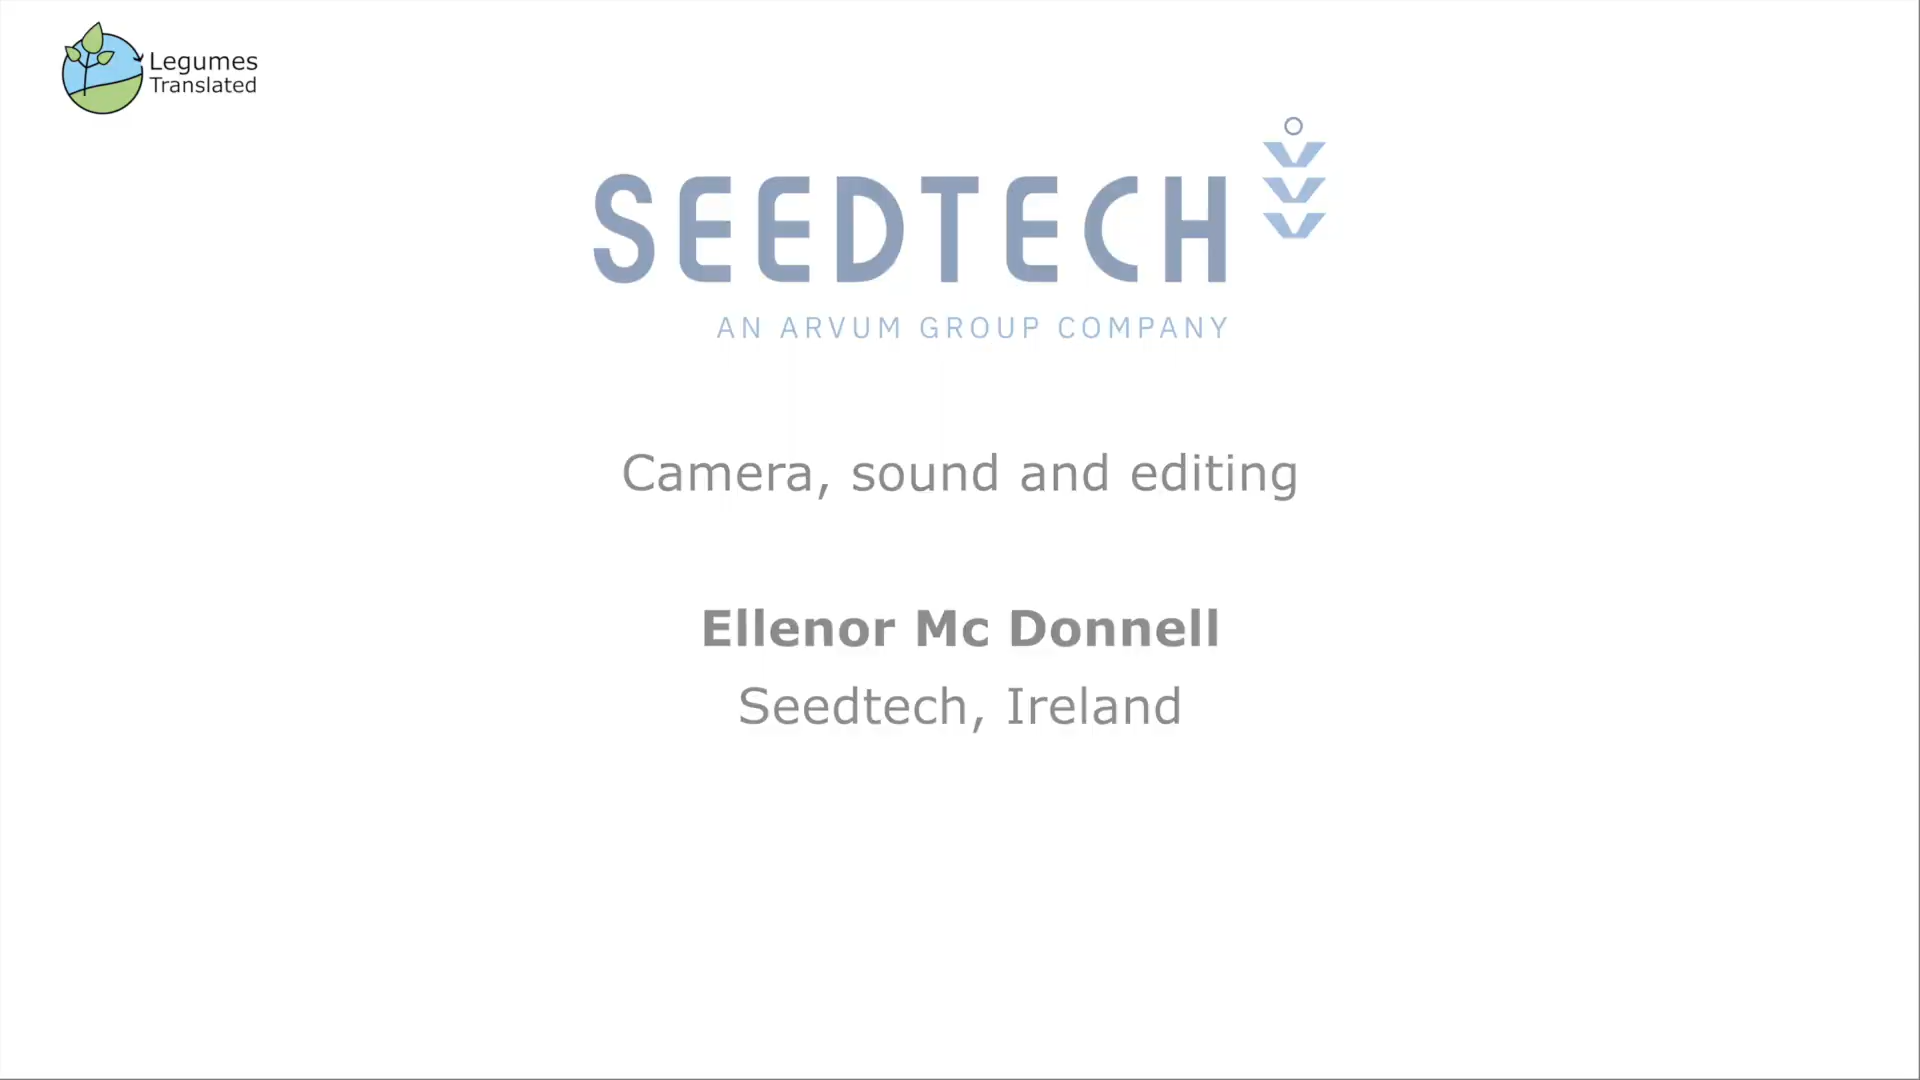 Legumes
Translated
SEEDTECH
AN ARVUM GROUP COMPANY
Camera, sound and editing
Ellenor Mc Donnell
Seedtech, Ireland